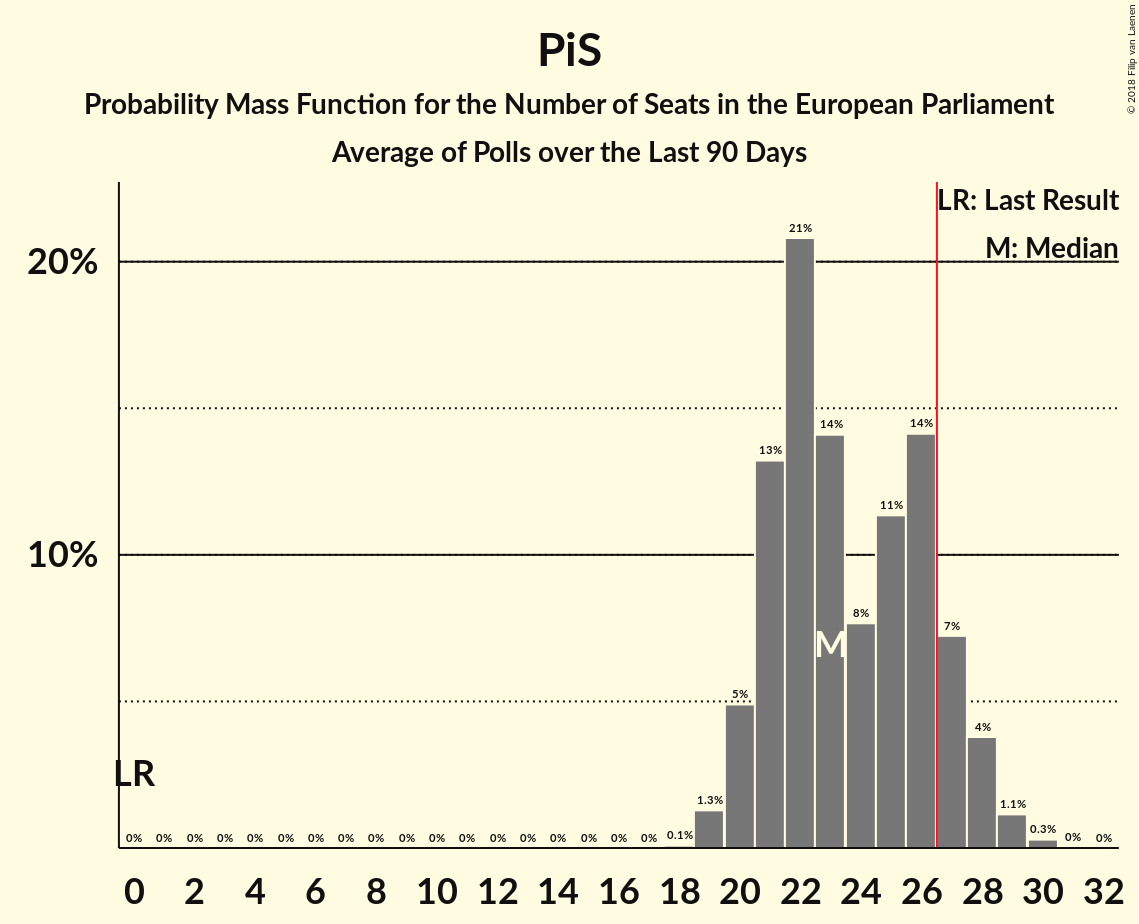 PiS
Probability Mass Function for the Number of Seats in the European Parliament
Average of Polls over the Last 90 Days
© 2018 Filip van Laenen
LR: Last Result
M: Median
20%
10%
21%
14%
14%
13%
11%
8%
7%
M
5%
4%
LR
1.3%
1.1%
0% 0% 0% 0% 0% 0% 0% 0% 0% 0% 0% 0% 0% 0% 0% 0% 0% 0% 0.1% 0.3% 0% 0%
0 2 4 6 8 10 12 14 16 18 20 22 24 26 28 30 32